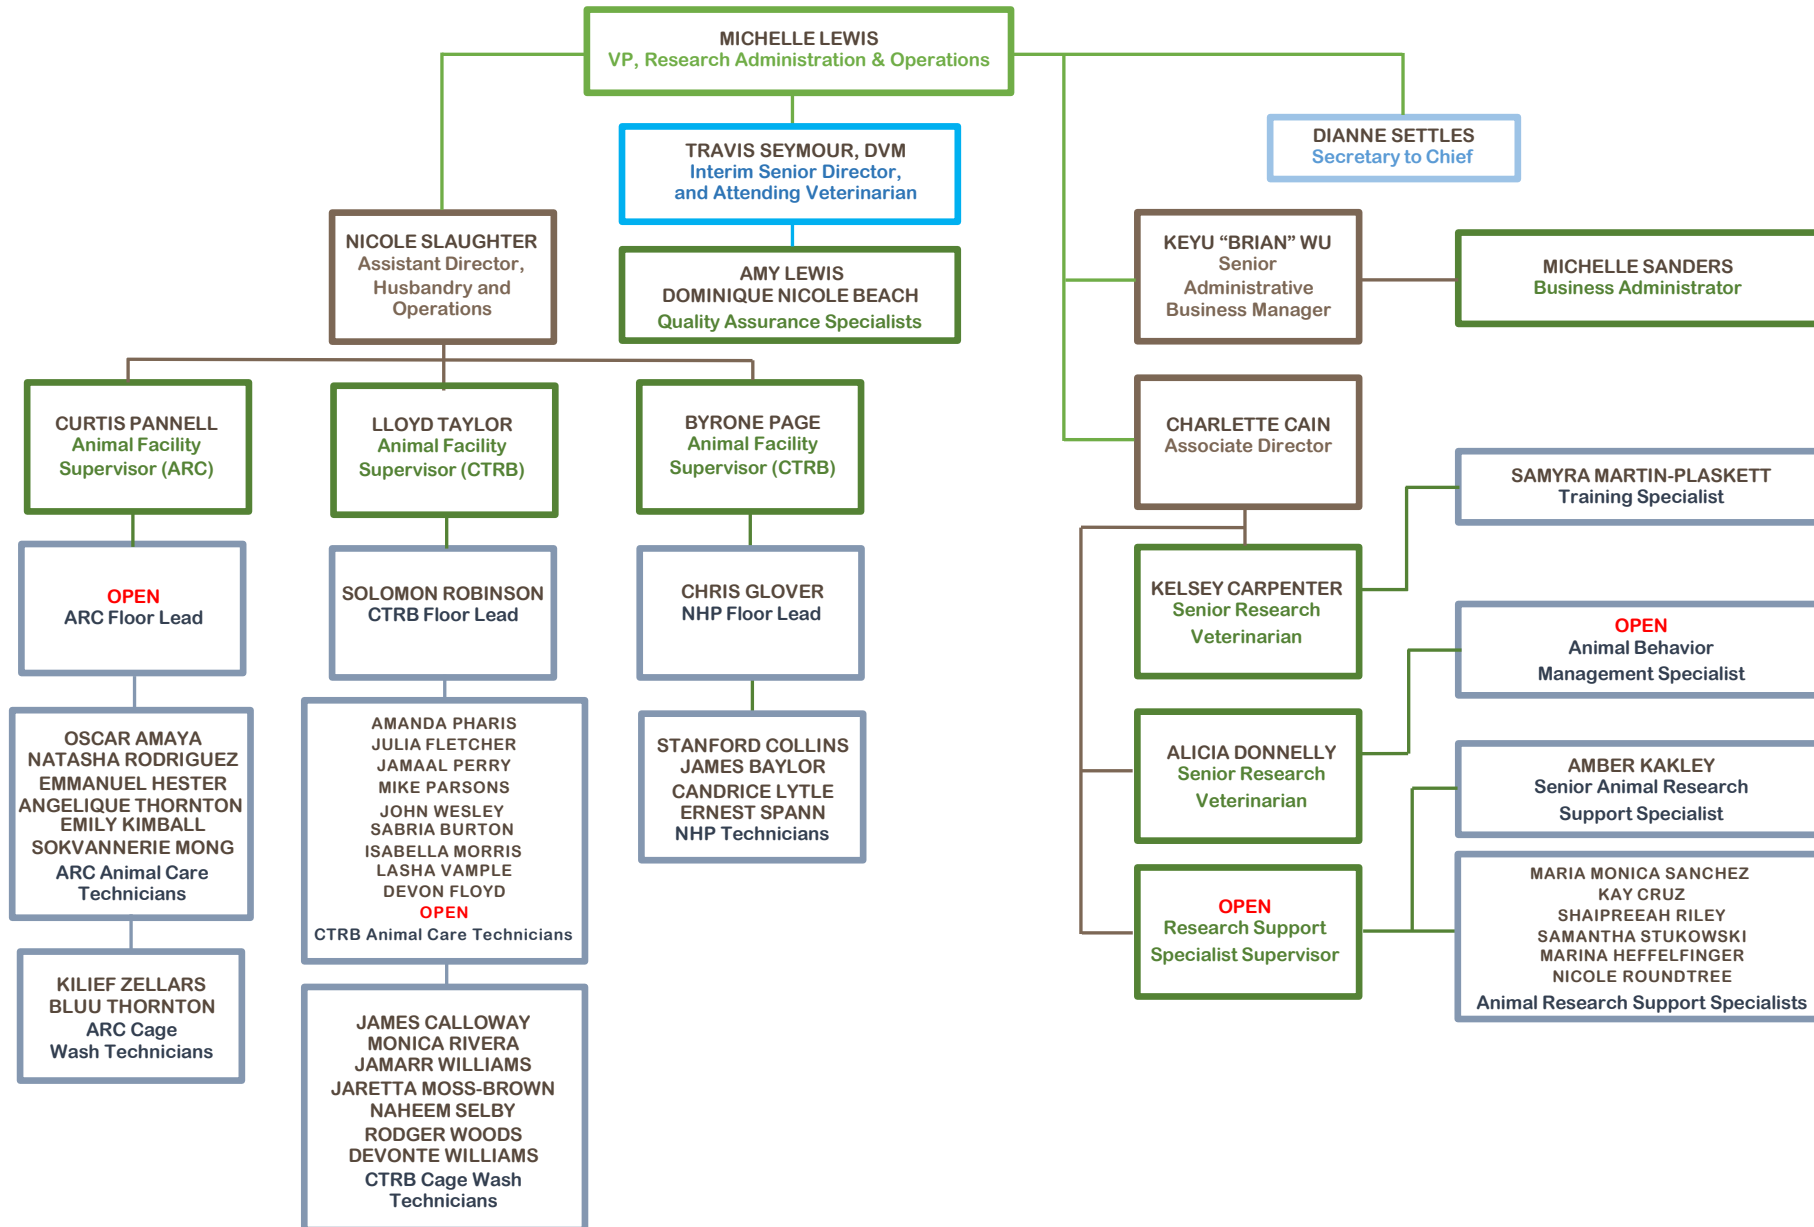 MICHELLE LEWIS
VP, Research Administration & Operations
TRAVIS SEYMOUR, DVM
Interim Senior Director,
and Attending Veterinarian
DIANNE SETTLES
Secretary to Chief
NICOLE SLAUGHTER
Assistant Director,
Husbandry and
Operations
AMY LEWIS
DOMINIQUE NICOLE BEACH
Quality Assurance Specialists
KEYU “BRIAN” WU
Senior
Administrative
Business Manager
MICHELLE SANDERS
Business Administrator
CURTIS PANNELL
Animal Facility
Supervisor (ARC)
LLOYD TAYLOR
Animal Facility
Supervisor (CTRB)
BYRONE PAGE
Animal Facility
Supervisor (CTRB)
CHARLETTE CAIN
Associate Director
SAMYRA MARTIN-PLASKETT
Training Specialist
OPEN
ARC Floor Lead
SOLOMON ROBINSON
CTRB Floor Lead
CHRIS GLOVER
NHP Floor Lead
KELSEY CARPENTER
Senior Research
Veterinarian
OPEN
Animal Behavior
Management Specialist
OSCAR AMAYA
NATASHA RODRIGUEZ
EMMANUEL HESTER
ANGELIQUE THORNTON
EMILY KIMBALL
SOKVANNERIE MONG
ARC Animal Care
Technicians
AMANDA PHARIS
JULIA FLETCHER
JAMAAL PERRY
MIKE PARSONS
JOHN WESLEY
SABRIA BURTON
ISABELLA MORRIS
LASHA VAMPLE
DEVON FLOYD
OPEN
CTRB Animal Care Technicians
STANFORD COLLINS
JAMES BAYLOR
CANDRICE LYTLE
ERNEST SPANN
NHP Technicians
ALICIA DONNELLY
Senior Research
Veterinarian
AMBER KAKLEY
Senior Animal Research
Support Specialist
OPEN
Research Support
Specialist Supervisor
MARIA MONICA SANCHEZ
KAY CRUZ
SHAIPREEAH RILEY
SAMANTHA STUKOWSKI
MARINA HEFFELFINGER
NICOLE ROUNDTREE
Animal Research Support Specialists
KILIEF ZELLARS
BLUU THORNTON
ARC Cage
Wash Technicians
JAMES CALLOWAY
MONICA RIVERA
JAMARR WILLIAMS
JARETTA MOSS-BROWN
NAHEEM SELBY
RODGER WOODS
DEVONTE WILLIAMS
CTRB Cage Wash
Technicians